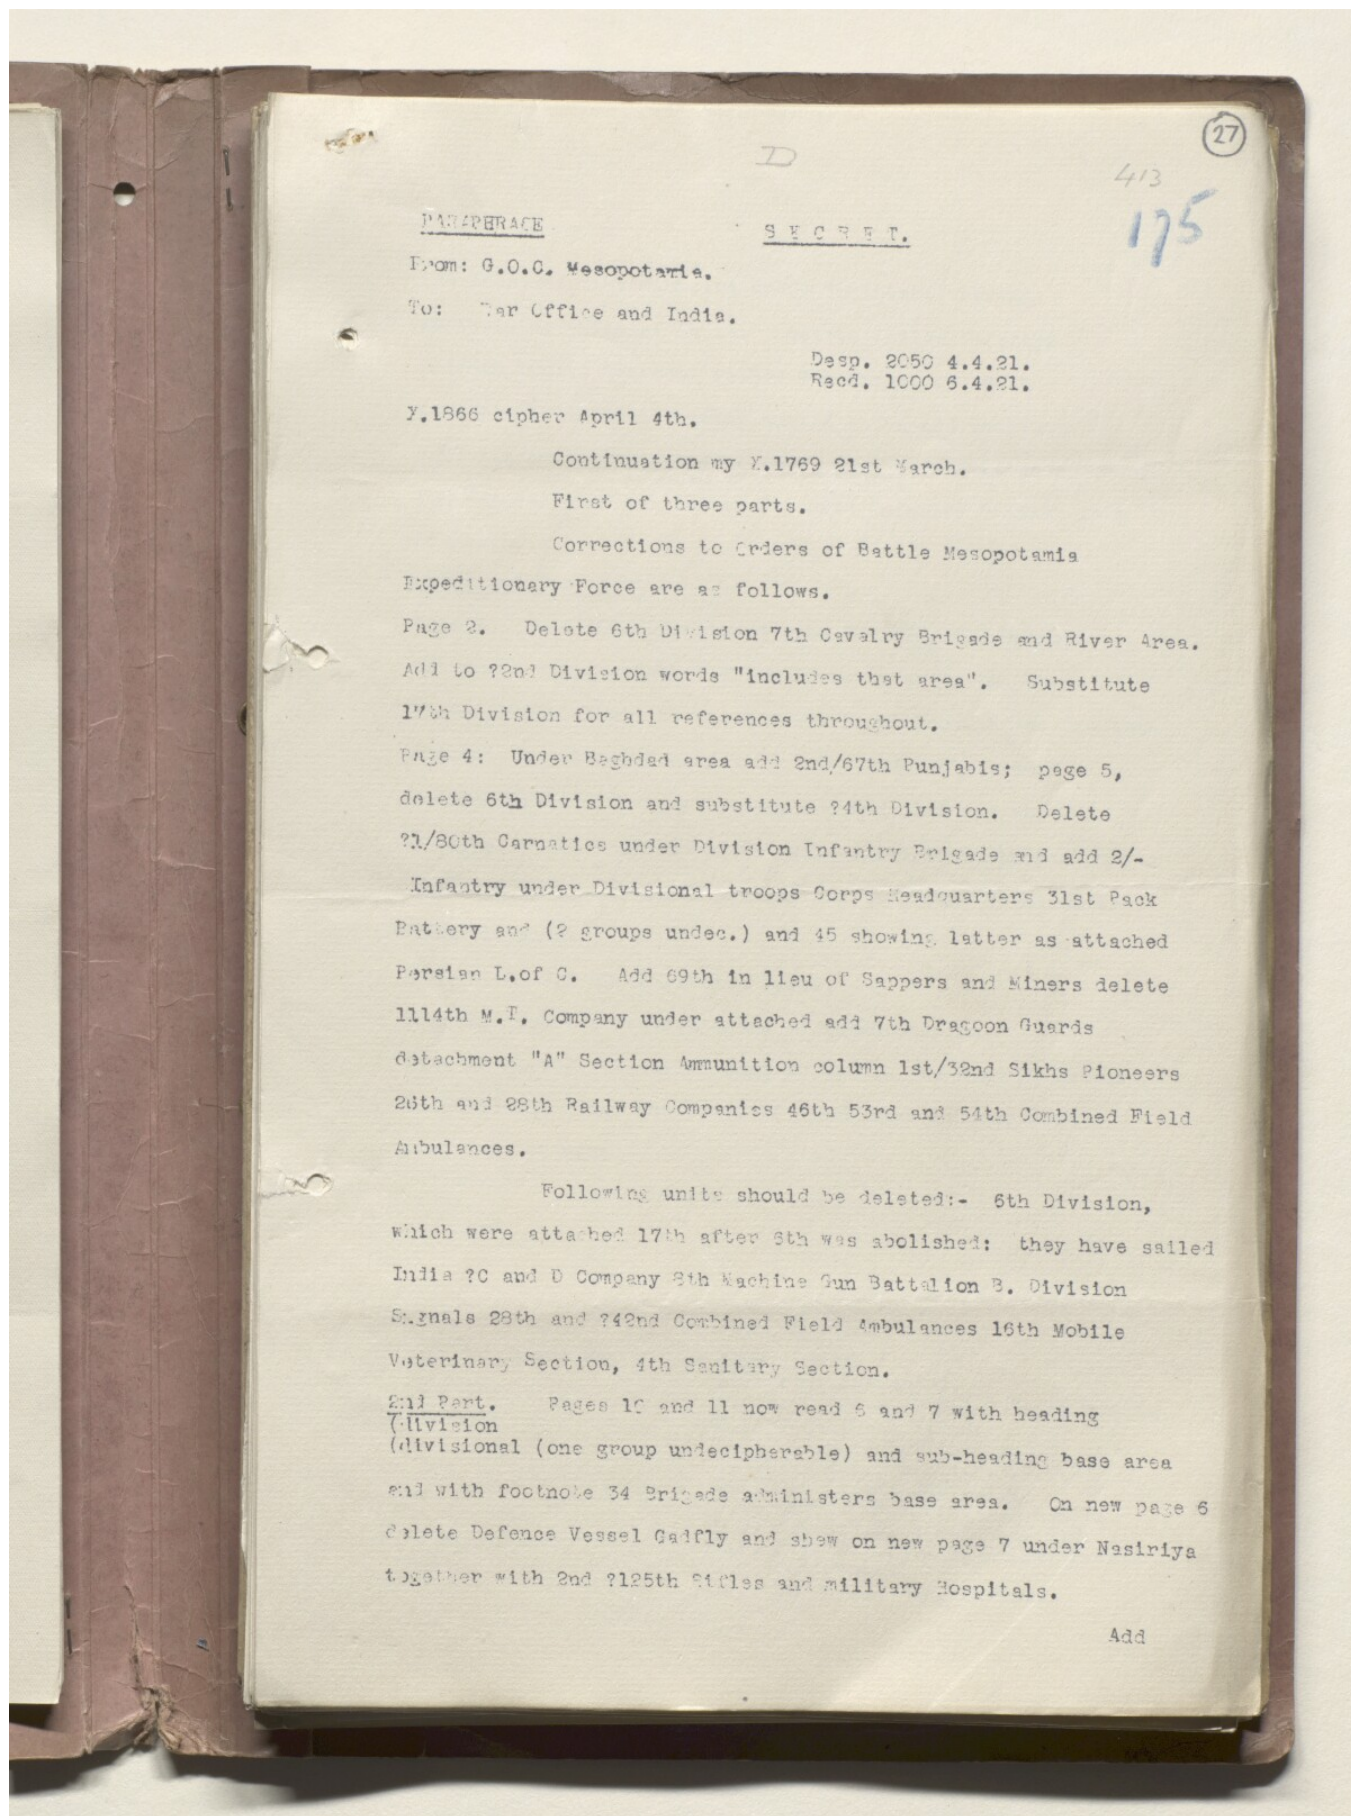 27
D
413
175
PARAPHRASE
SECRET.
From: G.O.C. Mesopotamia.
To: War Office and India.
Desp. 2050 4.4.21.
Recd. 1000 6.4.21.
X.1866 cipher April 4th.
Continuation my X.1769 21st March.
First of three parts.
Corrections to Orders of Battle Mesopotamia
Expeditionary Force are as follows.
Page 2. Delete 6th Division 7th Cavalry Brigade and River Area.
Add to ?2nd Division words "includes that area". Substitute
17th Division for all references throughout.
Page 4: Under Baghdad area add 2nd/67th Punjabis; page 5,
delete 6th Division and substitute ?4th Division. Delete
?1/80th Carnatics under Division Infantry Brigade and add 2/-
Infantry under Divisional troops Corps Headquarters 31st Pack
Battery and (2 groups undec.) and 45 showing latter as attached
Persian L.of C. Add 69th in lieu of Sappers and Miners delete
1114th M.T. Company under attached add 7th Dragoon Guards
detachment "A" Section Ammunition column 1st/32nd Sikhs Pioneers
26th and 28th Railway Companies 46th 53rd and 54th Combined Field
Ambulances.
Following units should be deleted:- 6th Division,
which were attached 17th after 6th was abolished: they have sailed
India ?C and D Company 8th Machine Gun Battalion B. Division
Signals 28th and ?42nd Combined Field Ambulances 16th Mobile
Veterinary Section, 4th Sanitary Section.
2nd Part. Pages 10 and 11 now read 6 and 7 with heading
(division
(divisional (one group undecipherable) and sub-heading base area
and with footnote 34 Brigade administers base area. On new page 6
delete Defence Vessel Gadfly and shew on new page 7 under Nasiriya
together with 2nd ?125th Rifles and military Hospitals.
Add